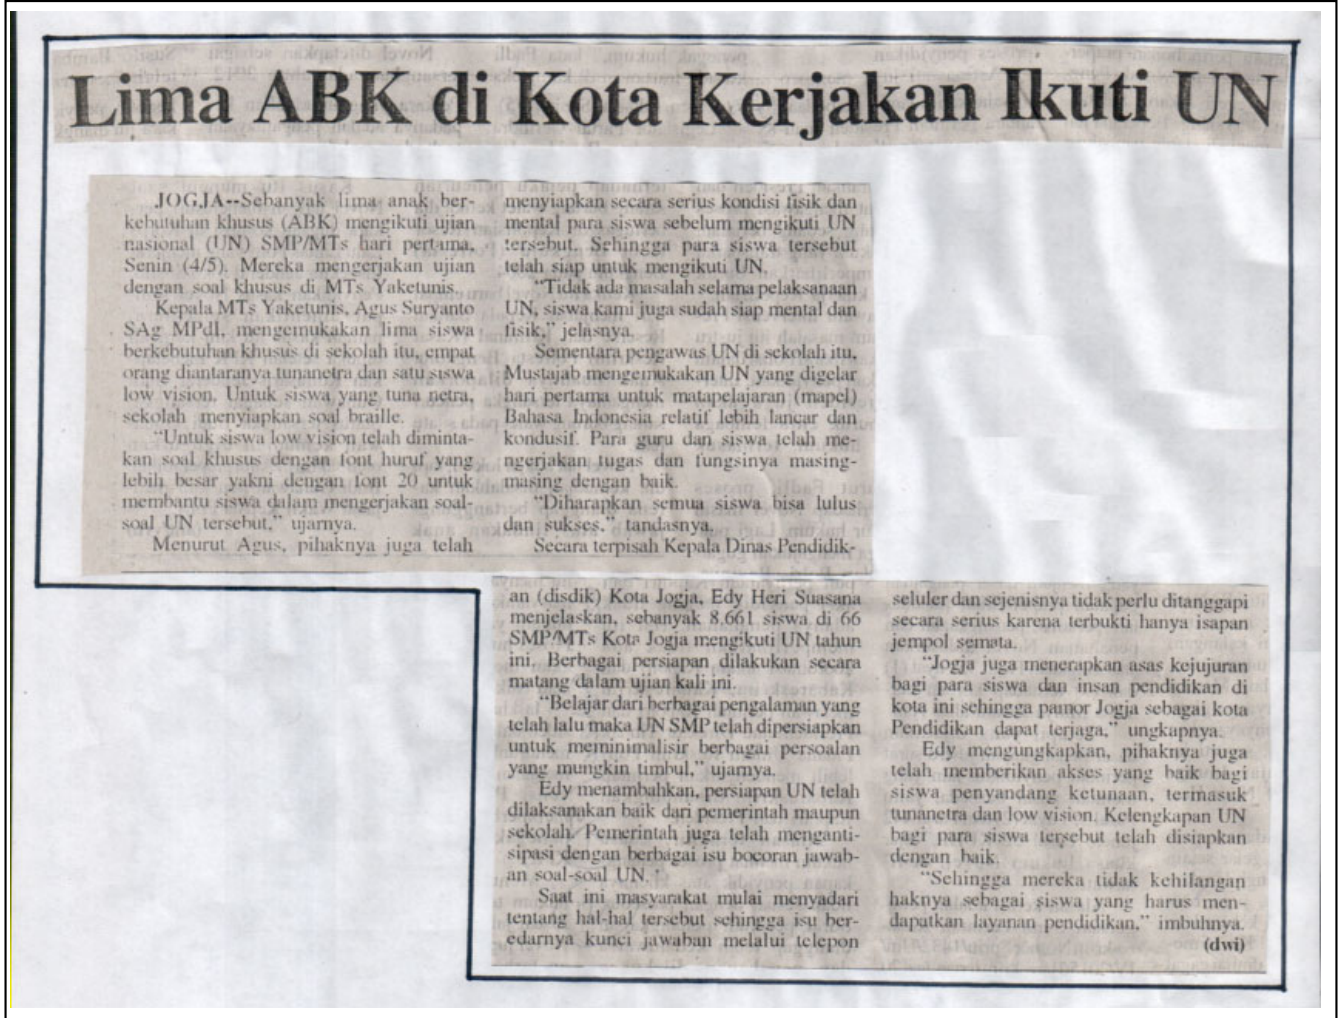 Lima ABK di Kota Kerjakan Ikuti UN
JOGJA--Sebanyak lima anak ber-
kebutuhan khusus (ABK) mengikuti ujian
nasional (UN) SMP/MTs hari pertama,
Senin (4/5). Mereka mengerjakan ujian
dengan soal khusus di MTs Yaketunis.
Kepala MTs Yaketunis, Agus Suryanto
SAg MPdI, mengemukakan lima siswa
berkebutuhan khusus di sekolah itu, empat
orang diantaranya tunanetra dan satu siswa
low vision. Untuk siswa yang tuna netra,
sekolah menyiapkan soal braille.
“Untuk siswa low vision telah diminta-
kan soal khusus dengan font huruf yang
lebih besar yakni dengan font 20 untuk
membantu siswa dalam mengerjakan soal-
soal UN tersebut,” ujarnya.
Menurut Agus, pihaknya juga telah
menyiapkan secara serius kondisi fisik dan
mental para siswa sebelum mengikuti UN
tersebut. Sehingga para siswa tersebut
telah siap untuk mengikuti UN.
“Tidak ada masalah selama pelaksanaan
UN, siswa kami juga sudah siap mental dan
fisik,” jelasnya.
Sementara pengawas UN di sekolah itu,
Mustajab mengemukakan UN yang digelar
hari pertama untuk matapelajaran (mapel)
Bahasa Indonesia relatif lebih lancar dan
kondusif. Para guru dan siswa telah me-
ngerjakan tugas dan fungsinya masing-
masing dengan baik.
“Diharapkan semua siswa bisa lulus
dan sukses,” tandasnya.
Secara terpisah Kepala Dinas Pendidik-
an (disdik) Kota Jogja, Edy Heri Suasana
menjelaskan, sebanyak 8.661 siswa di 66
SMP/MTs Kota Jogja mengikuti UN tahun
ini. Berbagai persiapan dilakukan secara
matang dalam ujian kali ini.
“Belajar dari berbagai pengalaman yang
telah lalu maka UN SMP telah dipersiapkan
untuk meminimalisir berbagai persoalan
yang mungkin timbul,” ujarnya.
Edy menambahkan, persiapan UN telah
dilaksanakan baik dari pemerintah maupun
sekolah. Pemerintah juga telah menganti-
sipasi dengan berbagai isu bocoran jawab-
an soal-soal UN.
Saat ini masyarakat mulai menyadari
tentang hal-hal tersebut sehingga isu ber-
edarnya kunci jawaban melalui telepon
seluler dan sejenisnya tidak perlu ditanggapi
secara serius karena terbukti hanya isapan
jempol semata.
“Jogja juga menerapkan asas kejujuran
bagi para siswa dan insan pendidikan di
kota ini sehingga pamor Jogja sebagai kota
Pendidikan dapat terjaga,” ungkapnya.
Edy mengungkapkan, pihaknya juga
telah memberikan akses yang baik bagi
siswa penyandang ketunaan, termasuk
tunanetra dan low vision. Kelengkapan UN
bagi para siswa tersebut telah disiapkan
dengan baik.
“Sehingga mereka tidak kehilangan
haknya sebagai siswa yang harus men-
dapatkan layanan pendidikan,” imbuhnya.
(dwi)